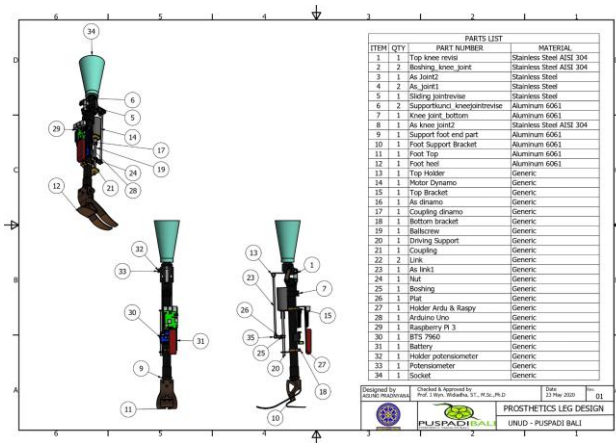 6 5 4 3 2 1
D
C
B
A
34
6
5
29
14
17
19
24
12
21
28
32
33
30
31
9
11
13
1
23
7
26
15
35
25
27
20
18
10
PARTS LIST
ITEM QTY PART NUMBER MATERIAL
1 1 Top knee revisi Stainless Steel AISI 304
2 2 Boshing_knee_joint Stainless Steel AISI 304
3 1 As Joint2 Stainless Steel
4 2 As_joint1 Stainless Steel
5 1 Sliding jointrevise Stainless Steel
6 2 Supportkunci_kneejointrevise Aluminum 6061
7 1 Knee joint_bottom Aluminum 6061
8 1 As knee joint2 Stainless Steel AISI 304
9 1 Support foot end part Aluminum 6061
10 1 Foot Support Bracket Aluminum 6061
11 1 Foot Top Aluminum 6061
12 1 Foot heel Aluminum 6061
13 1 Top Holder Generic
14 1 Motor Dynamo Generic
15 1 Top Bracket Generic
16 1 As dinamo Generic
17 1 Coupling dinamo Generic
18 1 Bottom bracket Generic
19 1 Ballscrew Generic
20 1 Driving Support Generic
21 1 Coupling Generic
22 2 Link Generic
23 1 As link1 Generic
24 1 Nut Generic
25 1 Boshing Generic
26 1 Plat Generic
27 1 Holder Ardu & Raspy Generic
28 1 Arduino Uno Generic
29 1 Raspberry Pi 3 Generic
30 1 BTS 7960 Generic
31 1 Battery Generic
32 1 Holder potensiometer Generic
33 1 Potensiometer Generic
34 1 Socket Generic
Designed by Checked & Approved by Date Rev.
AGUNG PRADNYANA Prof. I Wyn. Widiadha, ST., M.Sc.,Ph.D 23 May 2020 01
PUSPADI BALI
PROSTHETICS LEG DESIGN
UNUD - PUSPADI BALI
6 5 4 3 2 1